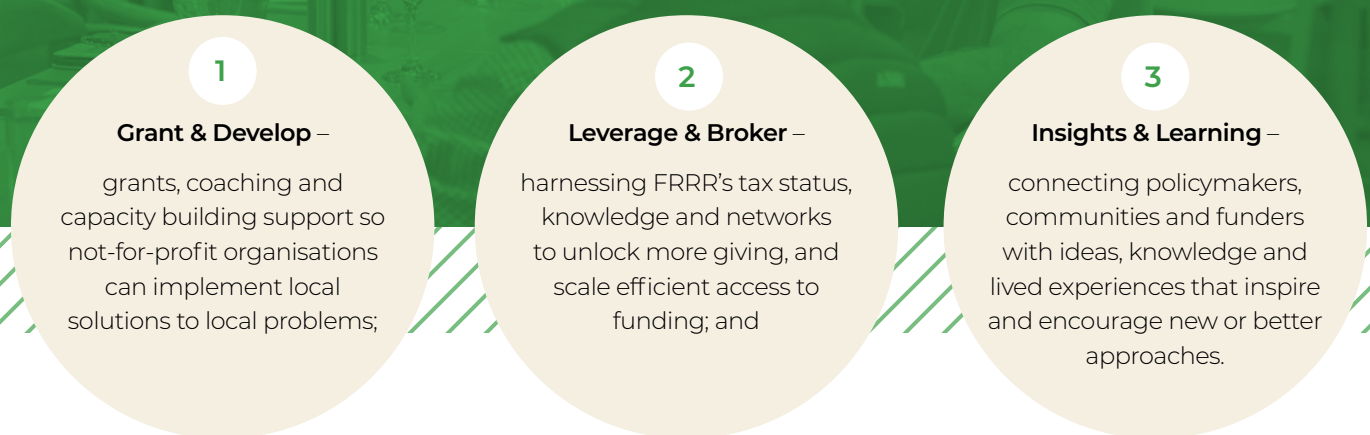 1
Grant & Develop –
grants, coaching and
capacity building support so
not-for-profit organisations
can implement local
solutions to local problems;
2
Leverage & Broker –
harnessing FRRR’s tax status,
knowledge and networks
to unlock more giving, and
scale efficient access to
funding; and
3
Insights & Learning –
connecting policymakers,
communities and funders
with ideas, knowledge and
lived experiences that inspire
and encourage new or better
approaches.